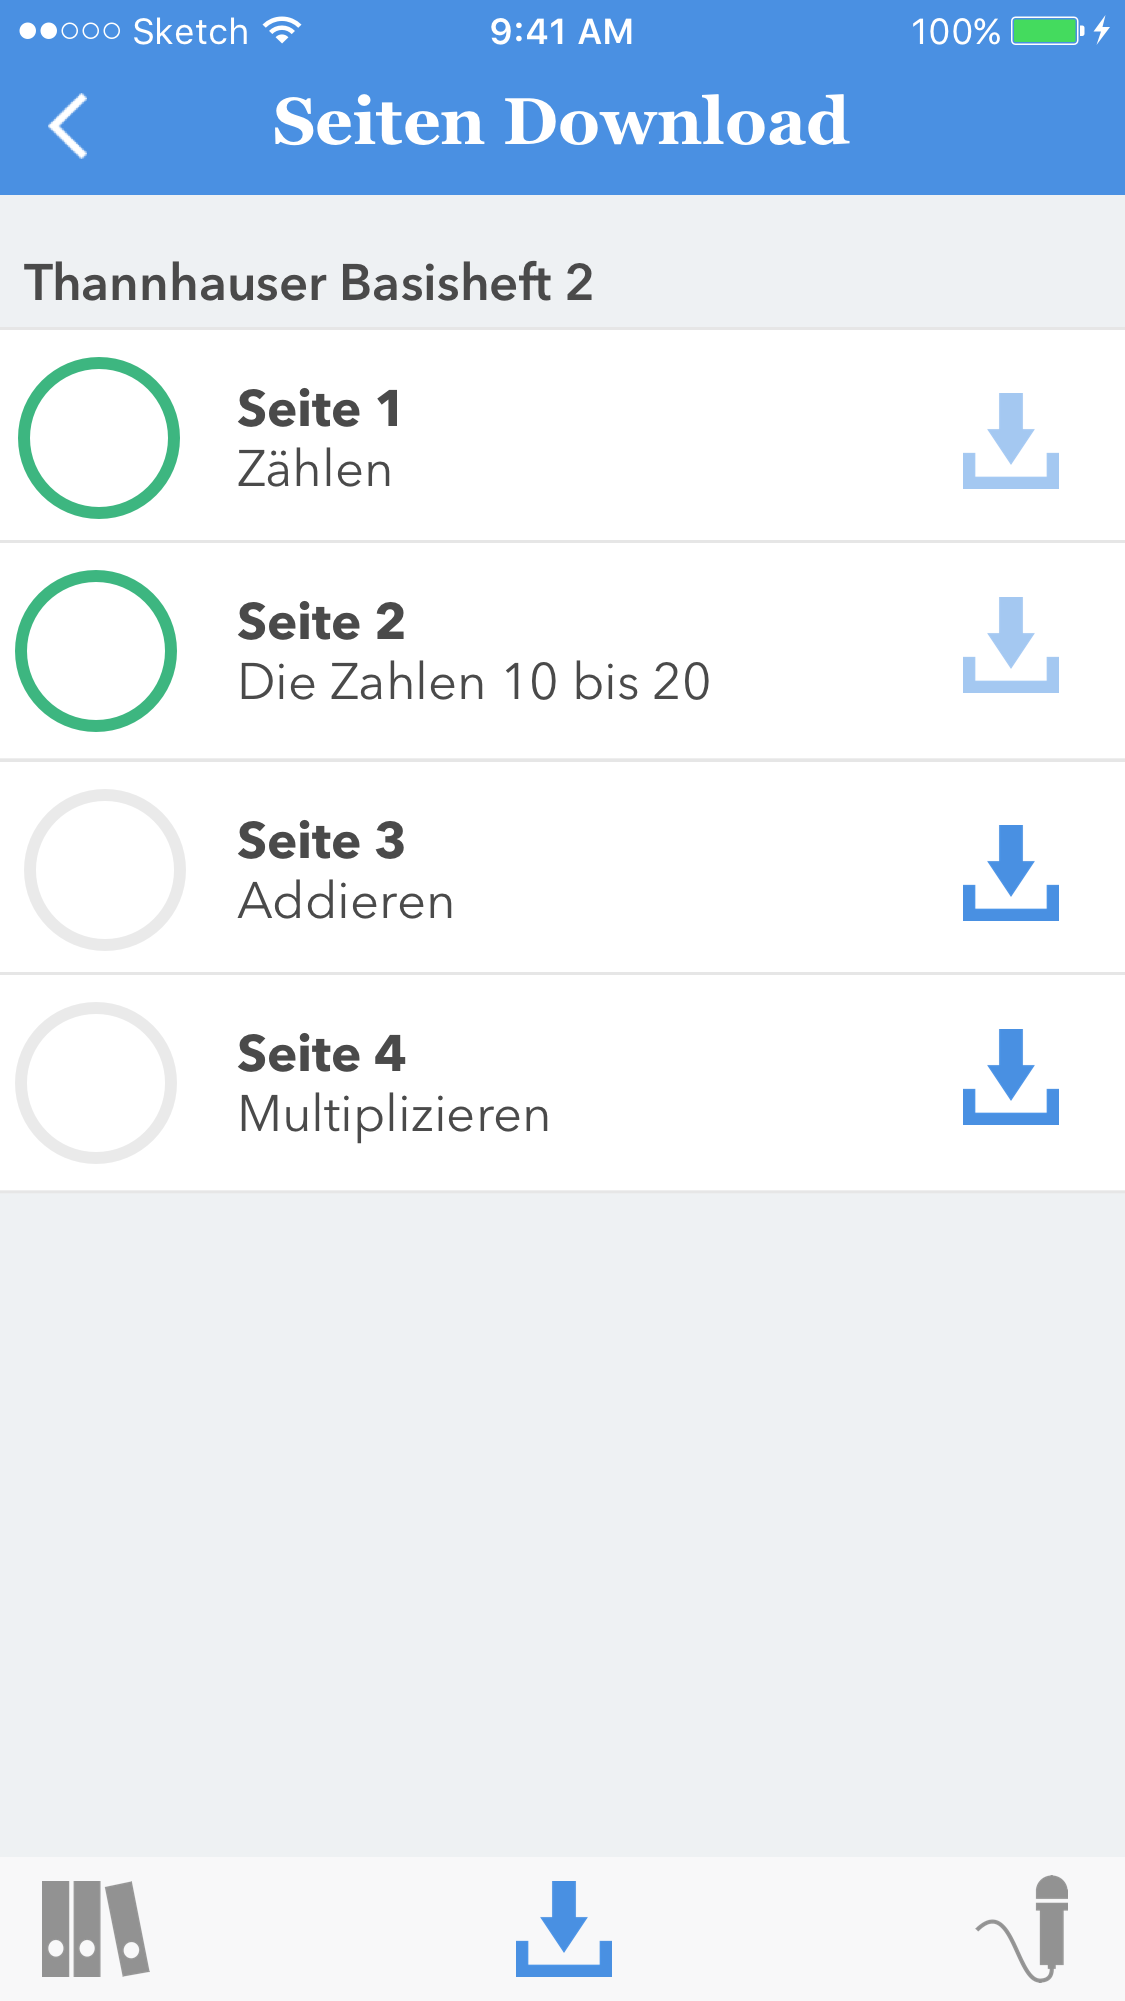 Sketch 9:41 AM 100%
Seiten Download
Thannhauser Basisheft 2
Seite 1
Zählen
Seite 2
Die Zahlen 10 bis 20
Seite 3
Addieren
Seite 4
Multiplizieren